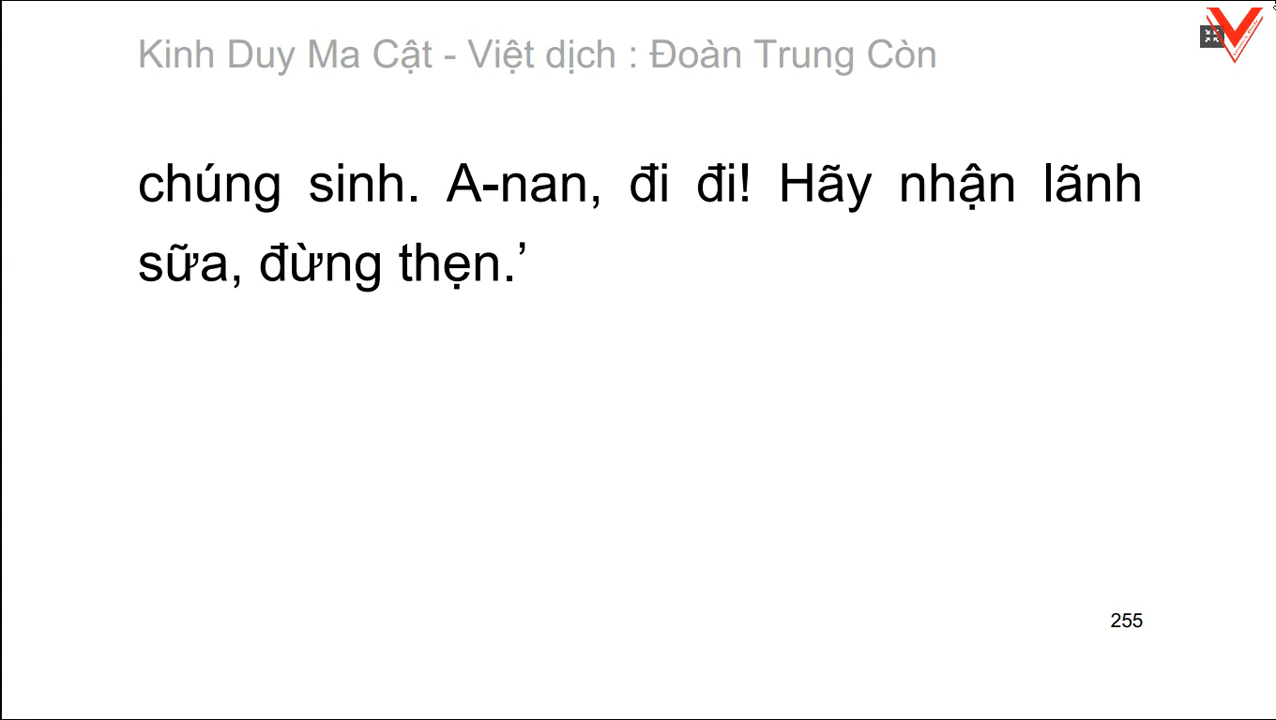 Kinh Duy Ma Cật - Việt dịch : Đoàn Trung Còn
chúng sinh. A-nan, đi đi! Hãy nhận lãnh
sữa, đừng thẹn.’
255